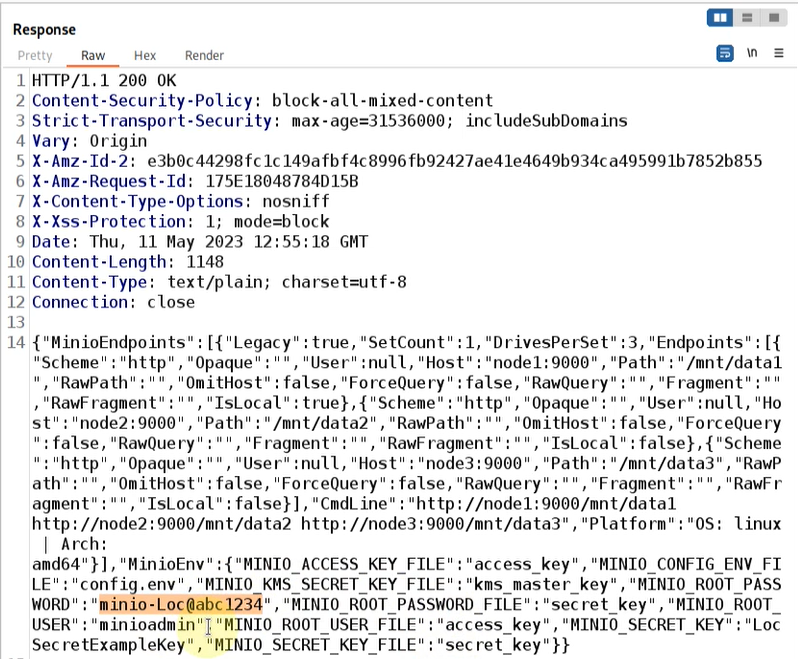 Response
Pretty Raw Hex Render \n
1 HTTP/1.1 200 OK
2 Content-Security-Policy: block-all-mixed-content
3 Strict-Transport-Security: max-age=31536000; includeSubDomains
4 Vary: Origin
5 X-Amz-Id-2: e3b0c44298fc1c149afbf4c8996fb92427ae41e4649b934ca495991b7852b855
6 X-Amz-Request-Id: 175E18048784D15B
7 X-Content-Type-Options: nosniff
8 X-Xss-Protection: 1; mode=block
9 Date: Thu, 11 May 2023 12:55:18 GMT
10 Content-Length: 1148
11 Content-Type: text/plain; charset=utf-8
12 Connection: close
13
14 {"MinioEndpoints":[{"Legacy":true,"SetCount":1,"DrivesPerSet":3,"Endpoints":[{
"Scheme":"http","Opaque":"","User":null,"Host":"node1:9000","Path":"/mnt/data1
","RawPath":"","OmitHost":false,"ForceQuery":false,"RawQuery":"","Fragment":""
,"RawFragment":"","IsLocal":true},{"Scheme":"http","Opaque":"","User":null,"Ho
st":"node2:9000","Path":"/mnt/data2","RawPath":"","OmitHost":false,"ForceQuery
":false,"RawQuery":"","Fragment":"","RawFragment":"","IsLocal":false},{"Scheme
":"http","Opaque":"","User":null,"Host":"node3:9000","Path":"/mnt/data3","RawP
ath":"","OmitHost":false,"ForceQuery":false,"RawQuery":"","Fragment":"","RawFr
agment":"","IsLocal":false}],"CmdLine":"http://node1:9000/mnt/data1
http://node2:9000/mnt/data2 http://node3:9000/mnt/data3","Platform":"OS: linux
| Arch:
amd64"}],"MinioEnv":{"MINIO_ACCESS_KEY_FILE":"access_key","MINIO_CONFIG_ENV_FI
LE":"config.env","MINIO_KMS_SECRET_KEY_FILE":"kms_master_key","MINIO_ROOT_PASS
WORD":"minio-Loc@abc1234","MINIO_ROOT_PASSWORD_FILE":"secret_key","MINIO_ROOT_
USER":"minioadmin","MINIO_ROOT_USER_FILE":"access_key","MINIO_SECRET_KEY":"Loc
SecretExampleKey","MINIO_SECRET_KEY_FILE":"secret_key"}}